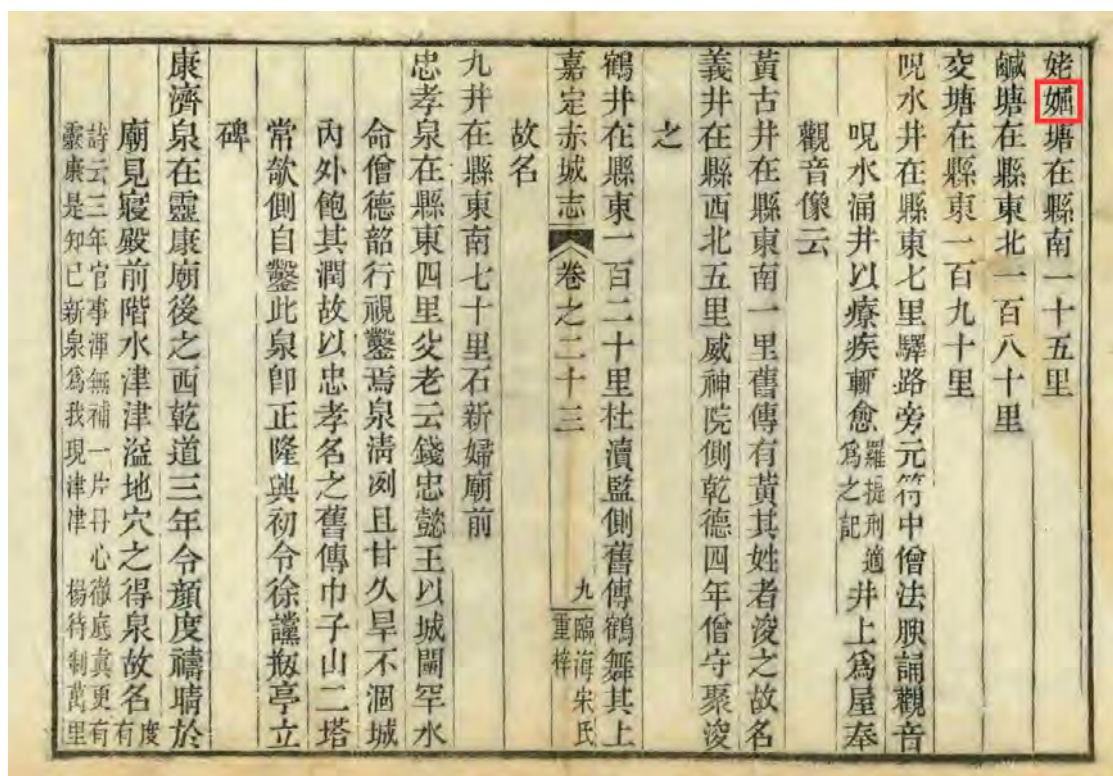 姥塘在縣南一十五里
鹹塘在縣東北一百八十里
交塘在縣東一百九十里
呪水井在縣東七里驛路旁元符中僧法腴誦觀音
呪水涌井以療疾輒愈羅提刑適爲之記井上爲屋奉
觀音像云
黃古井在縣東南一里舊傳有黃其姓者浚之故名
義井在縣西北五里威神院側乾德四年僧守聚浚
之
鶴井在縣東一百二十里杜瀆監側舊傳鶴舞其上
嘉定赤城志 卷之二十三 九 臨海宋氏重梓
故名
九井在縣東南七十里石新婦廟前
忠孝泉在縣東四里父老云錢忠懿王以城闉罕水
命僧德韶行視鑿焉泉淸冽且甘久旱不涸城
內外飽其潤故以忠孝名之舊傳巾子山二塔
常欹側自鑿此泉卽正隆興初令徐讜瓶亭立
碑
康濟泉在靈康廟後之西乾道三年令顏度禱晴於
廟見寢殿前階水津津溢地穴之得泉故名度有
詩云三年官事渾無補一片丹心徹底眞更有
靈康是知已新泉爲我現津津 楊待制萬里有